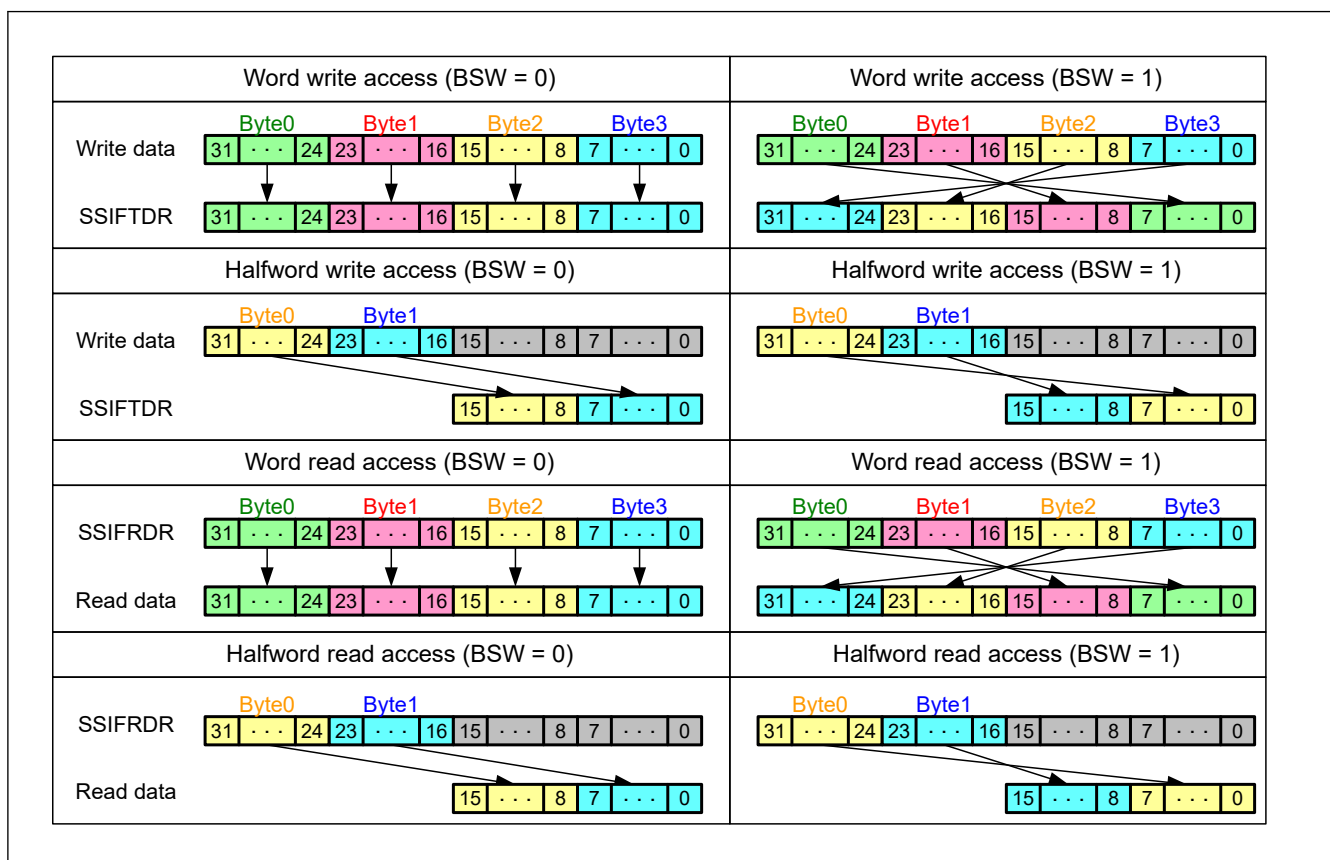 Word write access (BSW = 0) Word write access (BSW = 1)
Byte0 Byte1 Byte2 Byte3 Byte0 Byte1 Byte2 Byte3
Write data 31 ··· 24 23 ··· 16 15 ··· 8 7 ··· 0 31 ··· 24 23 ··· 16 15 ··· 8 7 ··· 0
SSIFTDR 31 ··· 24 23 ··· 16 15 ··· 8 7 ··· 0 31 ··· 24 23 ··· 16 15 ··· 8 7 ··· 0
Halfword write access (BSW = 0) Halfword write access (BSW = 1)
Byte0 Byte1 Byte0 Byte1
Write data 31 ··· 24 23 ··· 16 15 ··· 8 7 ··· 0 31 ··· 24 23 ··· 16 15 ··· 8 7 ··· 0
SSIFTDR 15 ··· 8 7 ··· 0 15 ··· 8 7 ··· 0
Word read access (BSW = 0) Word read access (BSW = 1)
Byte0 Byte1 Byte2 Byte3 Byte0 Byte1 Byte2 Byte3
SSIFRDR 31 ··· 24 23 ··· 16 15 ··· 8 7 ··· 0 31 ··· 24 23 ··· 16 15 ··· 8 7 ··· 0
Read data 31 ··· 24 23 ··· 16 15 ··· 8 7 ··· 0 31 ··· 24 23 ··· 16 15 ··· 8 7 ··· 0
Halfword read access (BSW = 0) Halfword read access (BSW = 1)
Byte0 Byte1 Byte0 Byte1
SSIFRDR 31 ··· 24 23 ··· 16 15 ··· 8 7 ··· 0 31 ··· 24 23 ··· 16 15 ··· 8 7 ··· 0
Read data 15 ··· 8 7 ··· 0 15 ··· 8 7 ··· 0